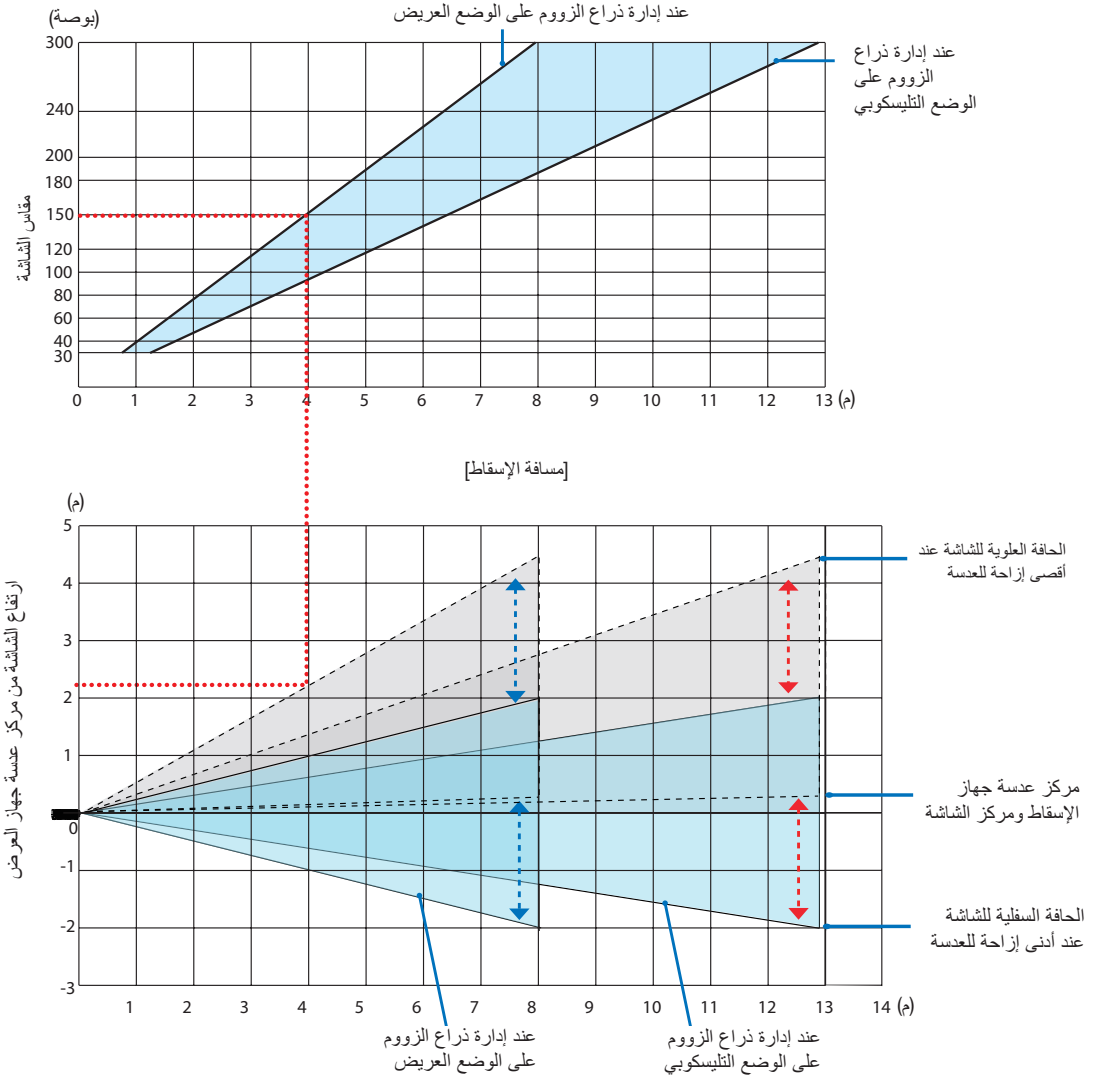 عند إدارة ذراع الزووم على الوضع العريض
(بوصة)
عند إدارة ذراع
الزووم على
الوضع التليسكوبي
مقاس الشاشة
300
240
200
180
150
120
100
80
60
40
30
0 1 2 3 4 5 6 7 8 9 10 11 12 13 (م)
[مسافة الإسقاط]
(م)
ارتفاع الشاشة من مركز عدسة جهاز العرض
5
4
3
2
1
0
-1
-2
-3
الحافة العلوية للشاشة عند
أقصى إزاحة للعدسة
مركز عدسة جهاز
الإسقاط ومركز الشاشة
الحافة السفلية للشاشة
عند أدنى إزاحة للعدسة
1 2 3 4 5 6 7 8 9 10 11 12 13 14 (م)
عند إدارة ذراع الزووم
على الوضع العريض
عند إدارة ذراع الزووم
على الوضع التليسكوبي